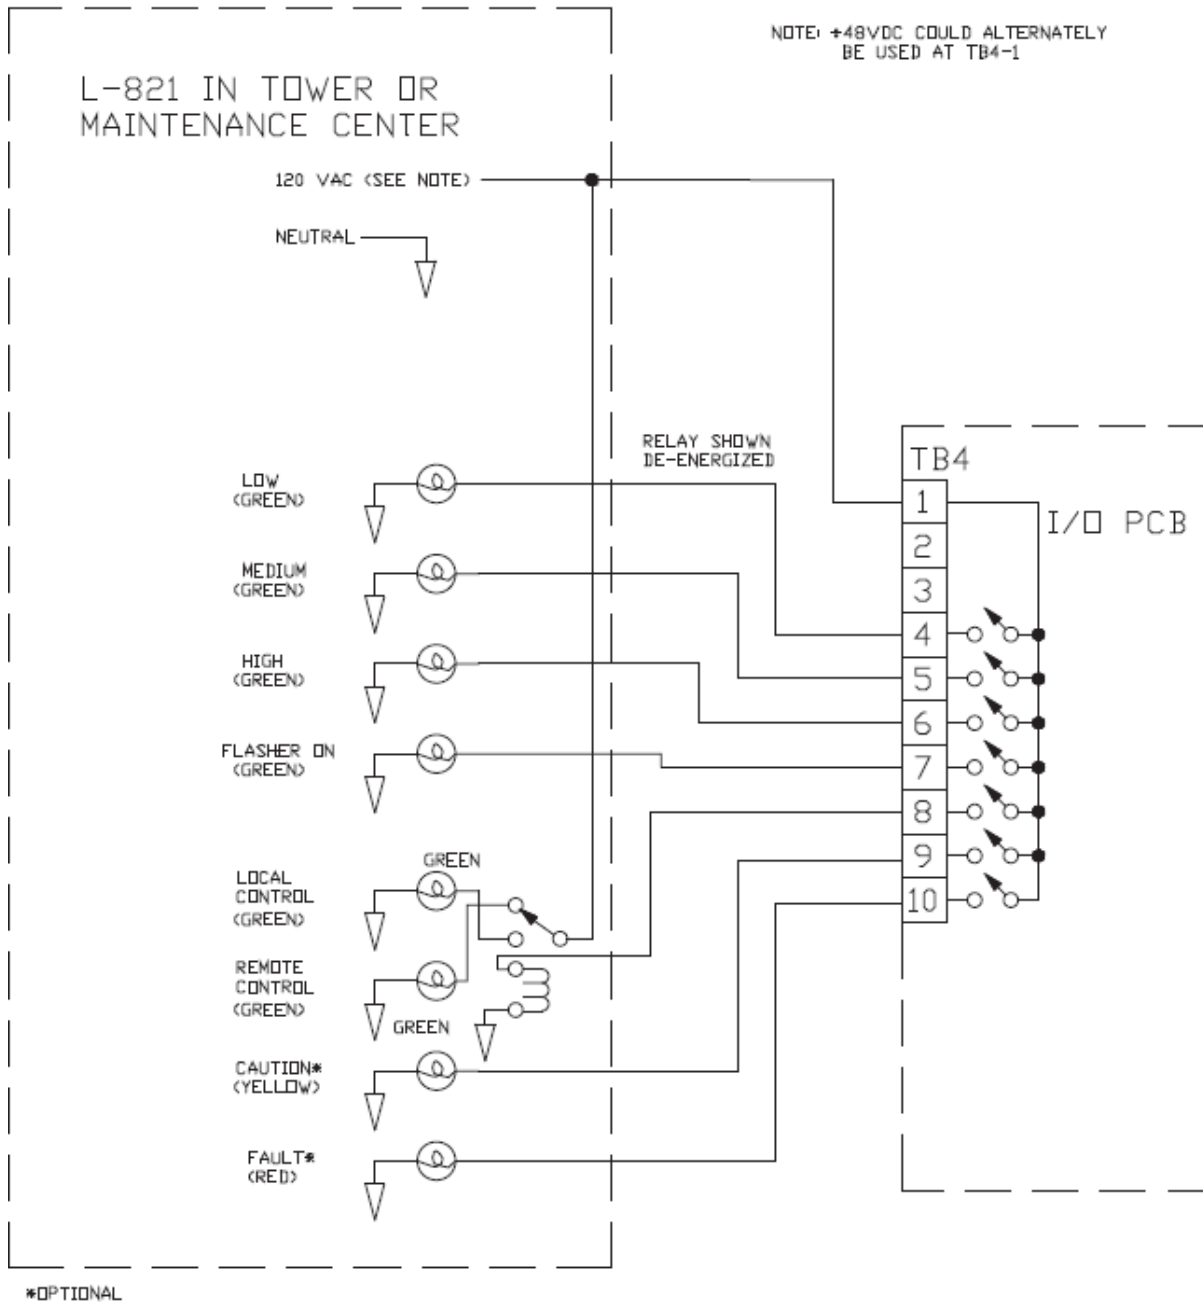 NOTE: +48VDC COULD ALTERNATELY
BE USED AT TB4-1
L-821 IN TOWER OR
MAINTENANCE CENTER
120 VAC (SEE NOTE)
NEUTRAL
RELAY SHOWN
DE-ENERGIZED
LOW
(GREEN)
MEDIUM
(GREEN)
HIGH
(GREEN)
FLASHER ON
(GREEN)
GREEN
LOCAL
CONTROL
(GREEN)
REMOTE
CONTROL
(GREEN)
GREEN
CAUTION*
(YELLOW)
FAULT*
(RED)
TB4
1
2
3
4
5
6
7
8
9
10
I/O PCB
*OPTIONAL